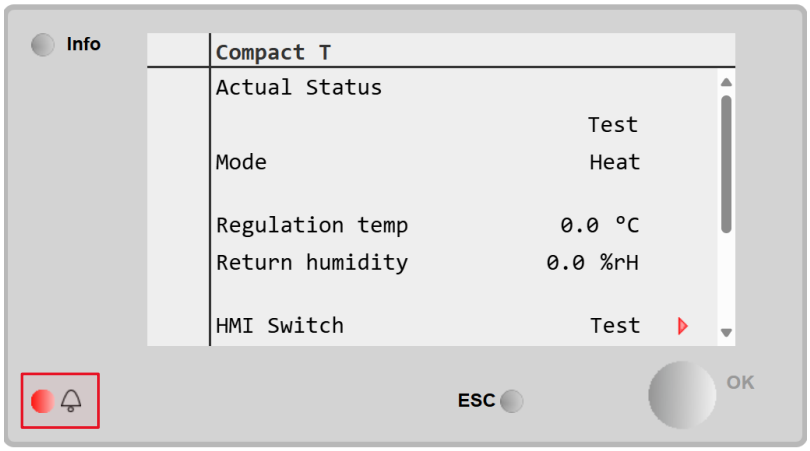 Info
Compact T
Actual Status
Test
Mode Heat
Regulation temp 0.0 °C
Return humidity 0.0 %rH
HMI Switch Test
ESC
OK